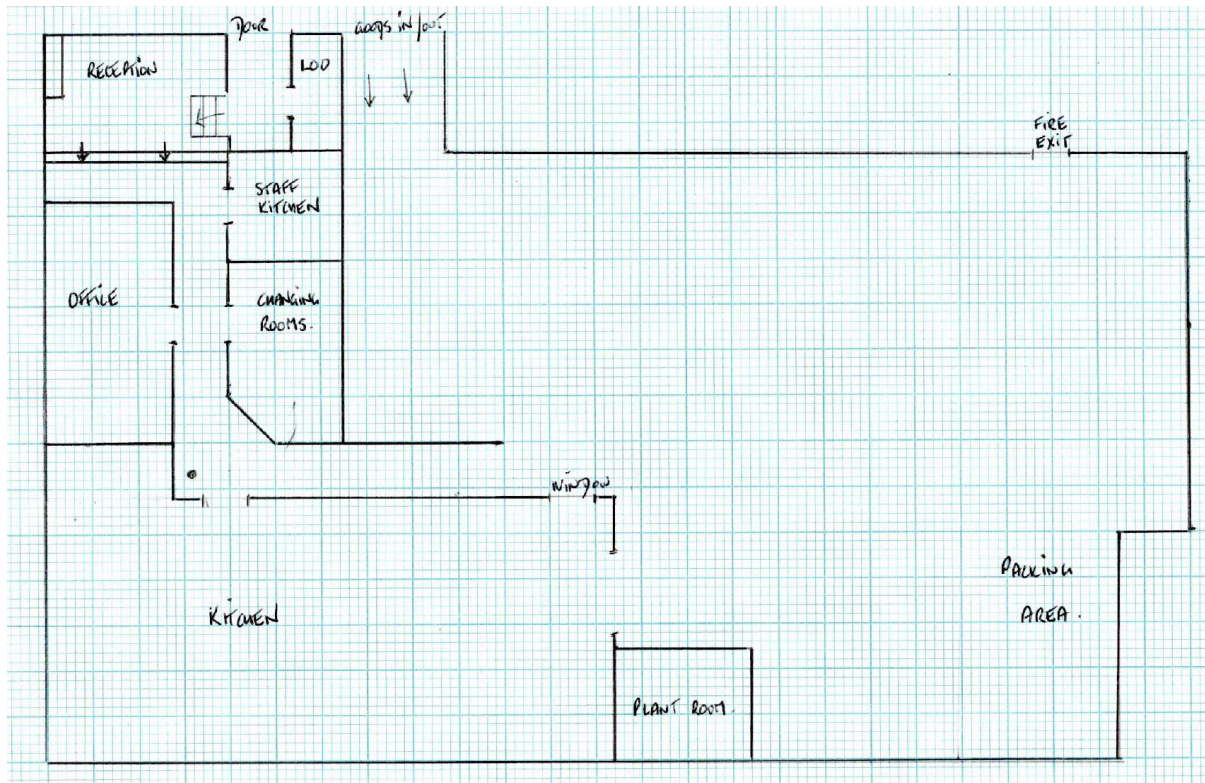 DOOR
GOODS IN/OUT.
RECEPTION
LOO
FIRE
EXIT
STAFF
KITCHEN
OFFICE
CHANGING
ROOMS.
WINDOW
PACKING
AREA.
KITCHEN
PLANT ROOM.